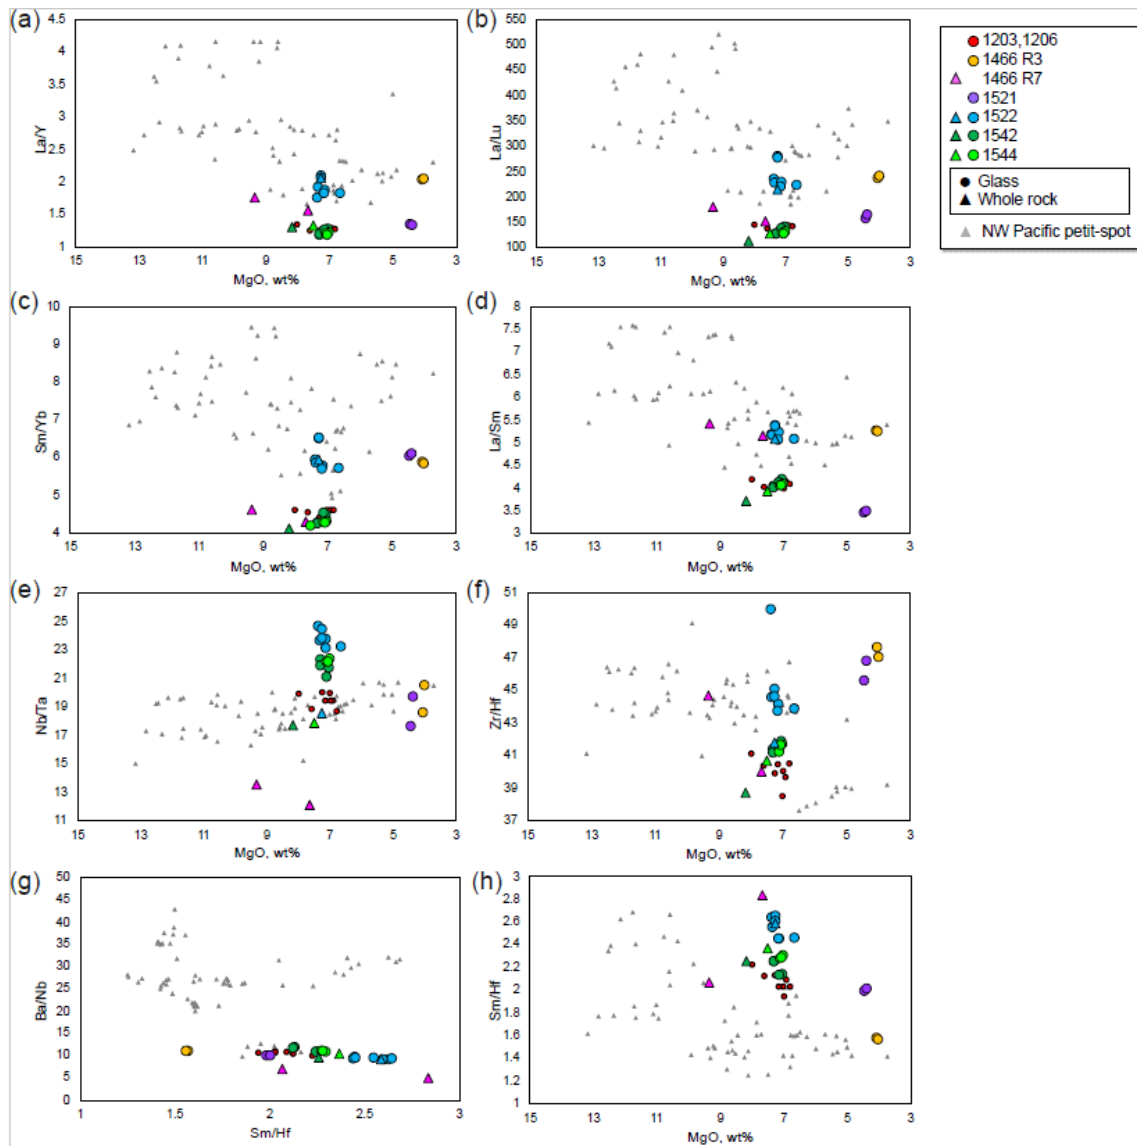 (a)
4.5
4
3.5
3
2.5
2
1.5
1
La/Y
15 13 11 9 7 5 3
MgO, wt%
(b)
550
500
450
400
350
300
250
200
150
100
La/Lu
15 13 11 9 7 5 3
MgO, wt%
1203,1206
1466 R3
1466 R7
1521
1522
1542
1544
Glass
Whole rock
NW Pacific petit-spot
(c)
10
9
8
7
6
5
4
Sm/Yb
15 13 11 9 7 5 3
MgO, wt%
(d)
8
7.5
7
6.5
6
5.5
5
4.5
4
3.5
3
La/Sm
15 13 11 9 7 5 3
MgO, wt%
(e)
27
25
23
21
19
17
15
13
11
Nb/Ta
15 13 11 9 7 5 3
MgO, wt%
(f)
51
49
47
45
43
41
39
37
Zr/Hf
15 13 11 9 7 5 3
MgO, wt%
(g)
50
45
40
35
30
25
20
15
10
5
0
Ba/Nb
1 1.5 2 2.5 3
Sm/Hf
(h)
3
2.8
2.6
2.4
2.2
2
1.8
1.6
1.4
1.2
1
Sm/Hf
15 13 11 9 7 5 3
MgO, wt%